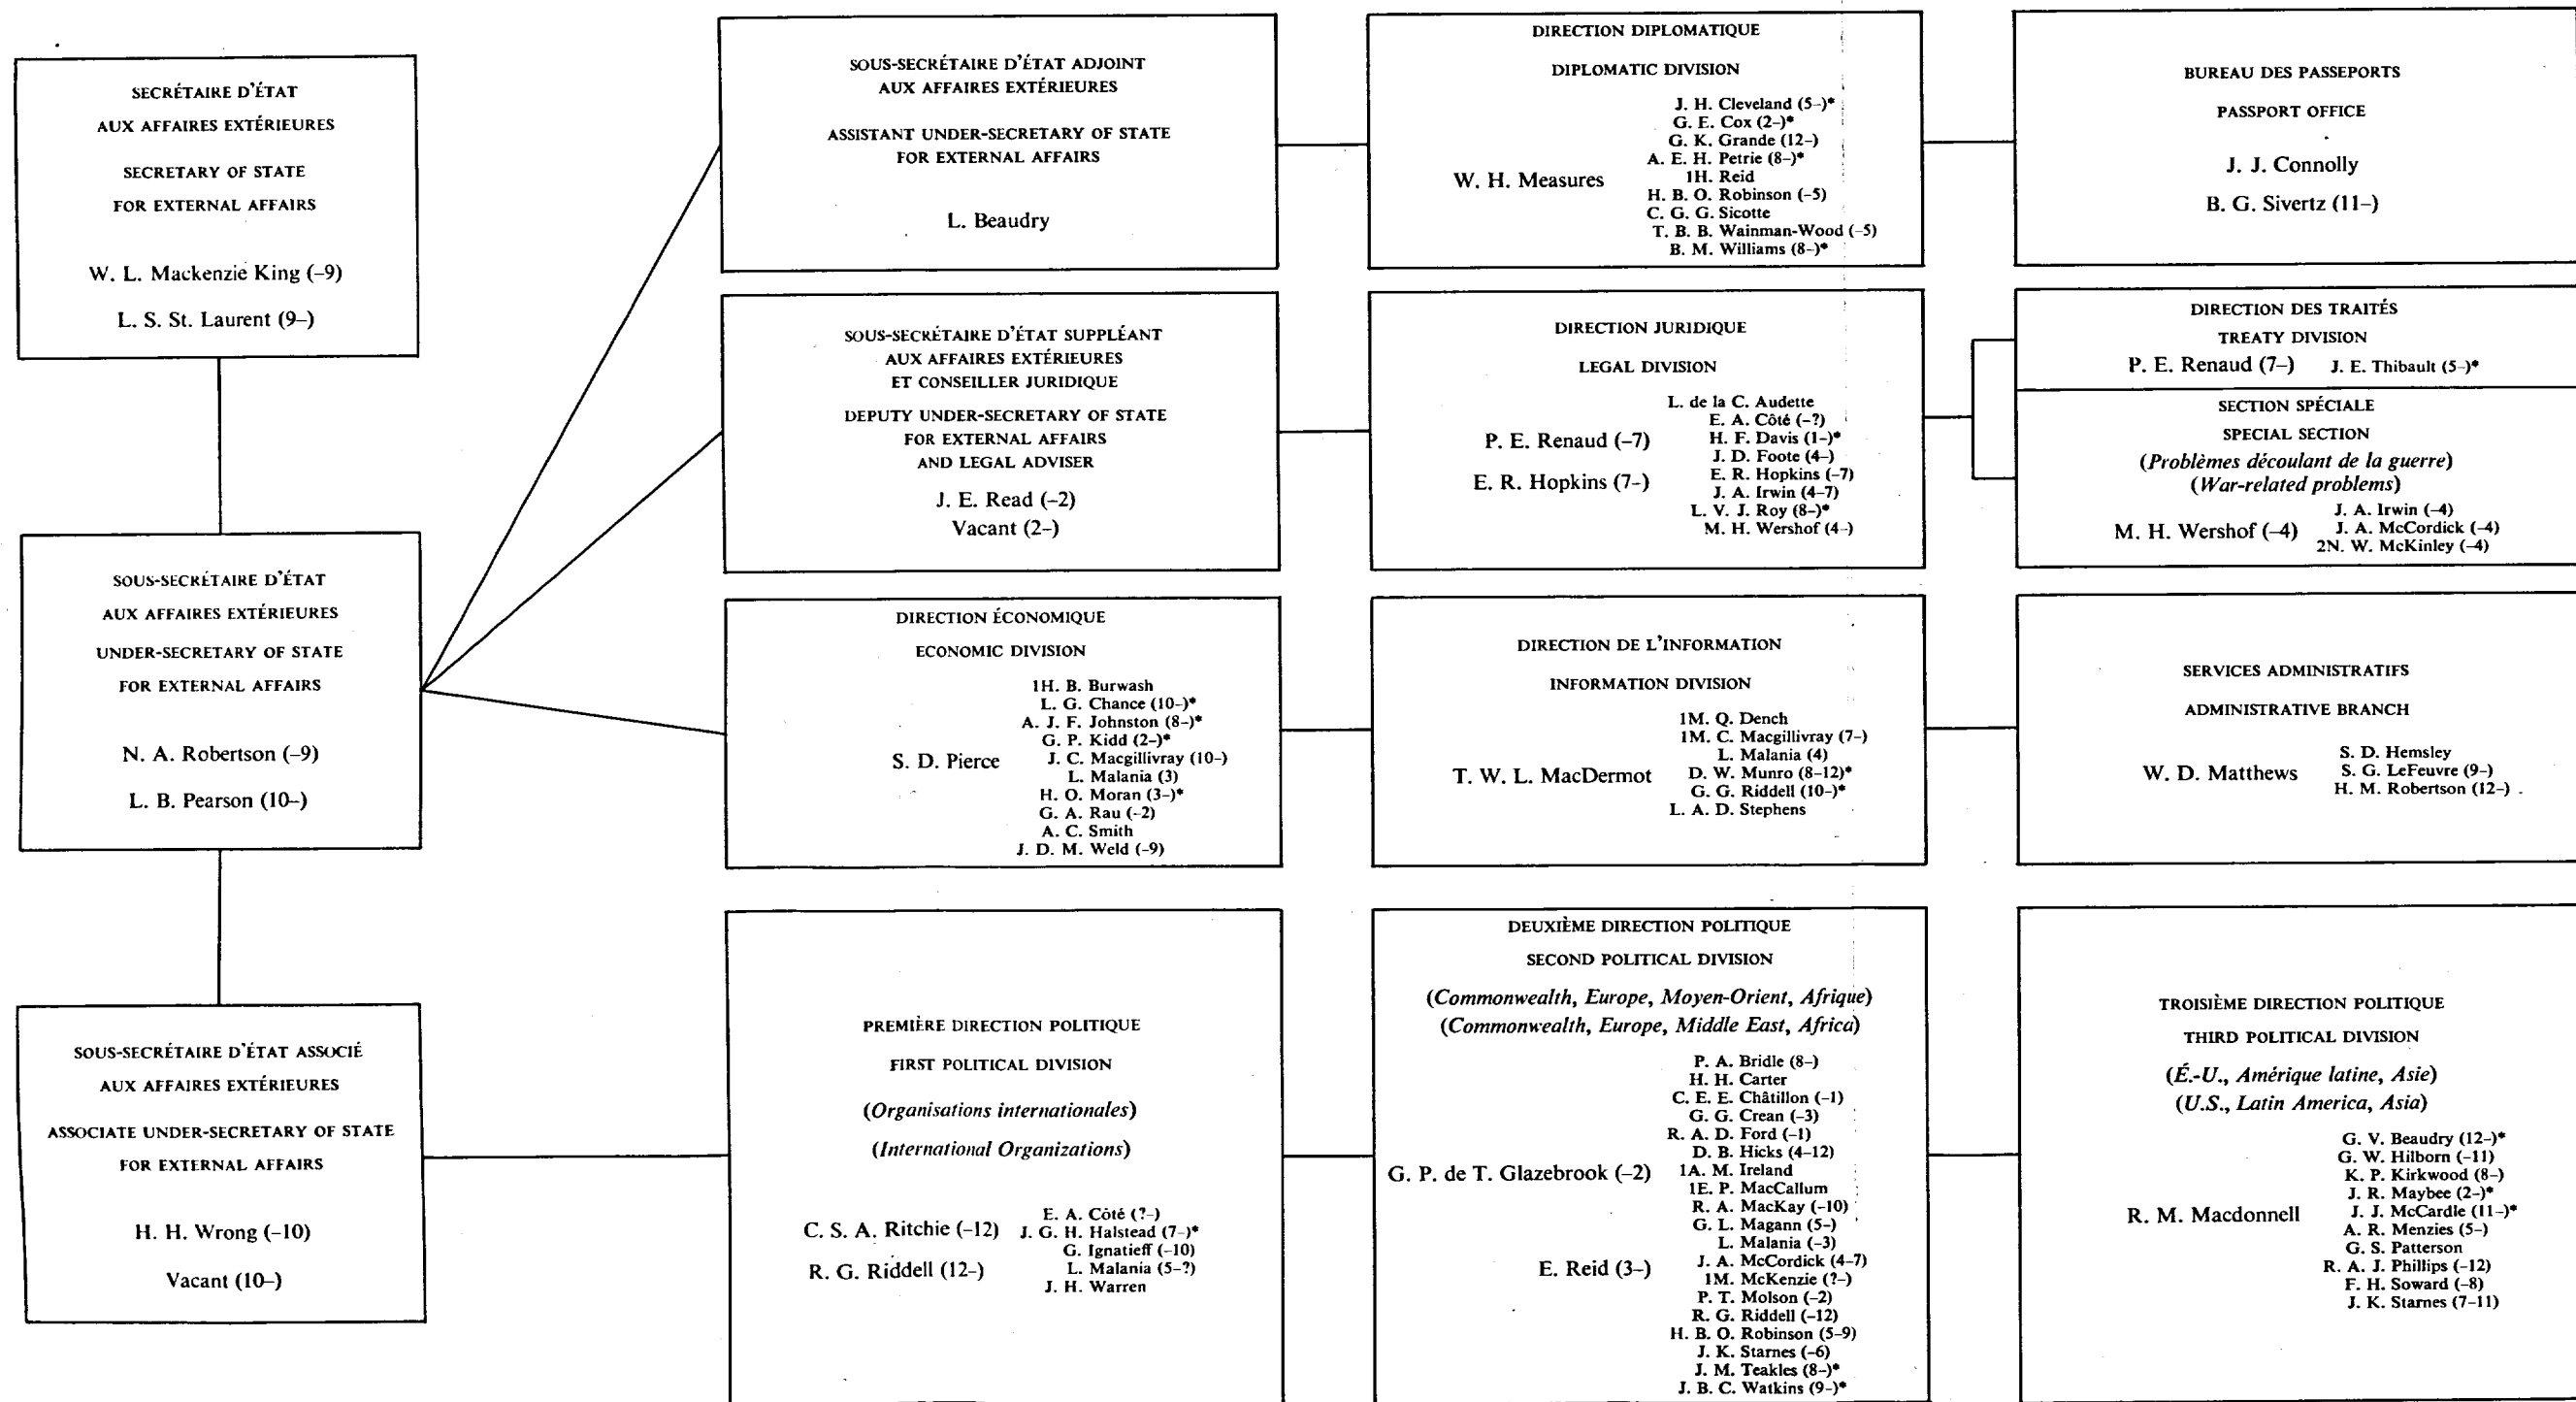 SECRÉTAIRE D'ÉTAT
AUX AFFAIRES EXTÉRIEURES
SECRETARY OF STATE
FOR EXTERNAL AFFAIRS
W. L. Mackenzie King (–9)
L. S. St. Laurent (9–)
SOUS-SECRÉTAIRE D'ÉTAT
AUX AFFAIRES EXTÉRIEURES
UNDER-SECRETARY OF STATE
FOR EXTERNAL AFFAIRS
N. A. Robertson (–9)
L. B. Pearson (10–)
SOUS-SECRÉTAIRE D'ÉTAT ASSOCIÉ
AUX AFFAIRES EXTÉRIEURES
ASSOCIATE UNDER-SECRETARY OF STATE
FOR EXTERNAL AFFAIRS
H. H. Wrong (–10)
Vacant (10–)
SOUS-SECRÉTAIRE D'ÉTAT ADJOINT
AUX AFFAIRES EXTÉRIEURES
ASSISTANT UNDER-SECRETARY OF STATE
FOR EXTERNAL AFFAIRS
L. Beaudry
DIRECTION DIPLOMATIQUE
DIPLOMATIC DIVISION
W. H. Measures
J. H. Cleveland (5–)*
G. E. Cox (2–)*
G. K. Grande (12–)
A. E. H. Petrie (8–)*
1H. Reid
H. B. O. Robinson (–5)
C. G. G. Sicotte
T. B. B. Wainman-Wood (–5)
B. M. Williams (8–)*
BUREAU DES PASSEPORTS
PASSPORT OFFICE
J. J. Connolly
B. G. Sivertz (11–)
SOUS-SECRÉTAIRE D'ÉTAT SUPPLÉANT
AUX AFFAIRES EXTÉRIEURES
ET CONSEILLER JURIDIQUE
DEPUTY UNDER-SECRETARY OF STATE
FOR EXTERNAL AFFAIRS
AND LEGAL ADVISER
J. E. Read (–2)
Vacant (2–)
DIRECTION JURIDIQUE
LEGAL DIVISION
P. E. Renaud (–7)
E. R. Hopkins (7–)
L. de la C. Audette
E. A. Côté (–?)
H. F. Davis (1–)*
J. D. Foote (4–)
E. R. Hopkins (–7)
J. A. Irwin (4–7)
L. V. J. Roy (8–)*
M. H. Wershof (4–)
DIRECTION DES TRAITÉS
TREATY DIVISION
P. E. Renaud (7–) J. E. Thibault (5–)*
SECTION SPÉCIALE
SPECIAL SECTION
(Problèmes découlant de la guerre)
(War-related problems)
M. H. Wershof (–4)
J. A. Irwin (–4)
J. A. McCordick (–4)
2N. W. McKinley (–4)
DIRECTION ÉCONOMIQUE
ECONOMIC DIVISION
S. D. Pierce
1H. B. Burwash
L. G. Chance (10–)*
A. J. F. Johnston (8–)*
G. P. Kidd (2–)*
J. C. Macgillivray (10–)
L. Malania (3)
H. O. Moran (3–)*
G. A. Rau (–2)
A. C. Smith
J. D. M. Weld (–9)
DIRECTION DE L'INFORMATION
INFORMATION DIVISION
T. W. L. MacDermot
1M. Q. Dench
1M. C. Macgillivray (7–)
L. Malania (4)
D. W. Munro (8–12)*
G. G. Riddell (10–)*
L. A. D. Stephens
SERVICES ADMINISTRATIFS
ADMINISTRATIVE BRANCH
W. D. Matthews
S. D. Hemsley
S. G. LeFeuvre (9–)
H. M. Robertson (12–)
PREMIÈRE DIRECTION POLITIQUE
FIRST POLITICAL DIVISION
(Organisations internationales)
(International Organizations)
C. S. A. Ritchie (–12)
R. G. Riddell (12–)
E. A. Côté (?–)
J. G. H. Halstead (7–)*
G. Ignatieff (–10)
L. Malania (5–?)
J. H. Warren
DEUXIÈME DIRECTION POLITIQUE
SECOND POLITICAL DIVISION
(Commonwealth, Europe, Moyen-Orient, Afrique)
(Commonwealth, Europe, Middle East, Africa)
G. P. de T. Glazebrook (–2)
E. Reid (3–)
P. A. Bridle (8–)
H. H. Carter
C. E. E. Châtillon (–1)
G. G. Crean (–3)
R. A. D. Ford (–1)
D. B. Hicks (4–12)
1A. M. Ireland
1E. P. MacCallum
R. A. MacKay (–10)
G. L. Magann (5–)
L. Malania (–3)
J. A. McCordick (4–7)
1M. McKenzie (?–)
P. T. Molson (–2)
R. G. Riddell (–12)
H. B. O. Robinson (5–9)
J. K. Starnes (–6)
J. M. Teakles (8–)*
J. B. C. Watkins (9–)*
TROISIÈME DIRECTION POLITIQUE
THIRD POLITICAL DIVISION
(É.-U., Amérique latine, Asie)
(U.S., Latin America, Asia)
R. M. Macdonnell
G. V. Beaudry (12–)*
G. W. Hilborn (–11)
K. P. Kirkwood (8–)
J. R. Maybee (2–)*
J. J. McCardle (11–)*
A. R. Menzies (5–)
G. S. Patterson
R. A. J. Phillips (–12)
F. H. Soward (–8)
J. K. Starnes (7–11)